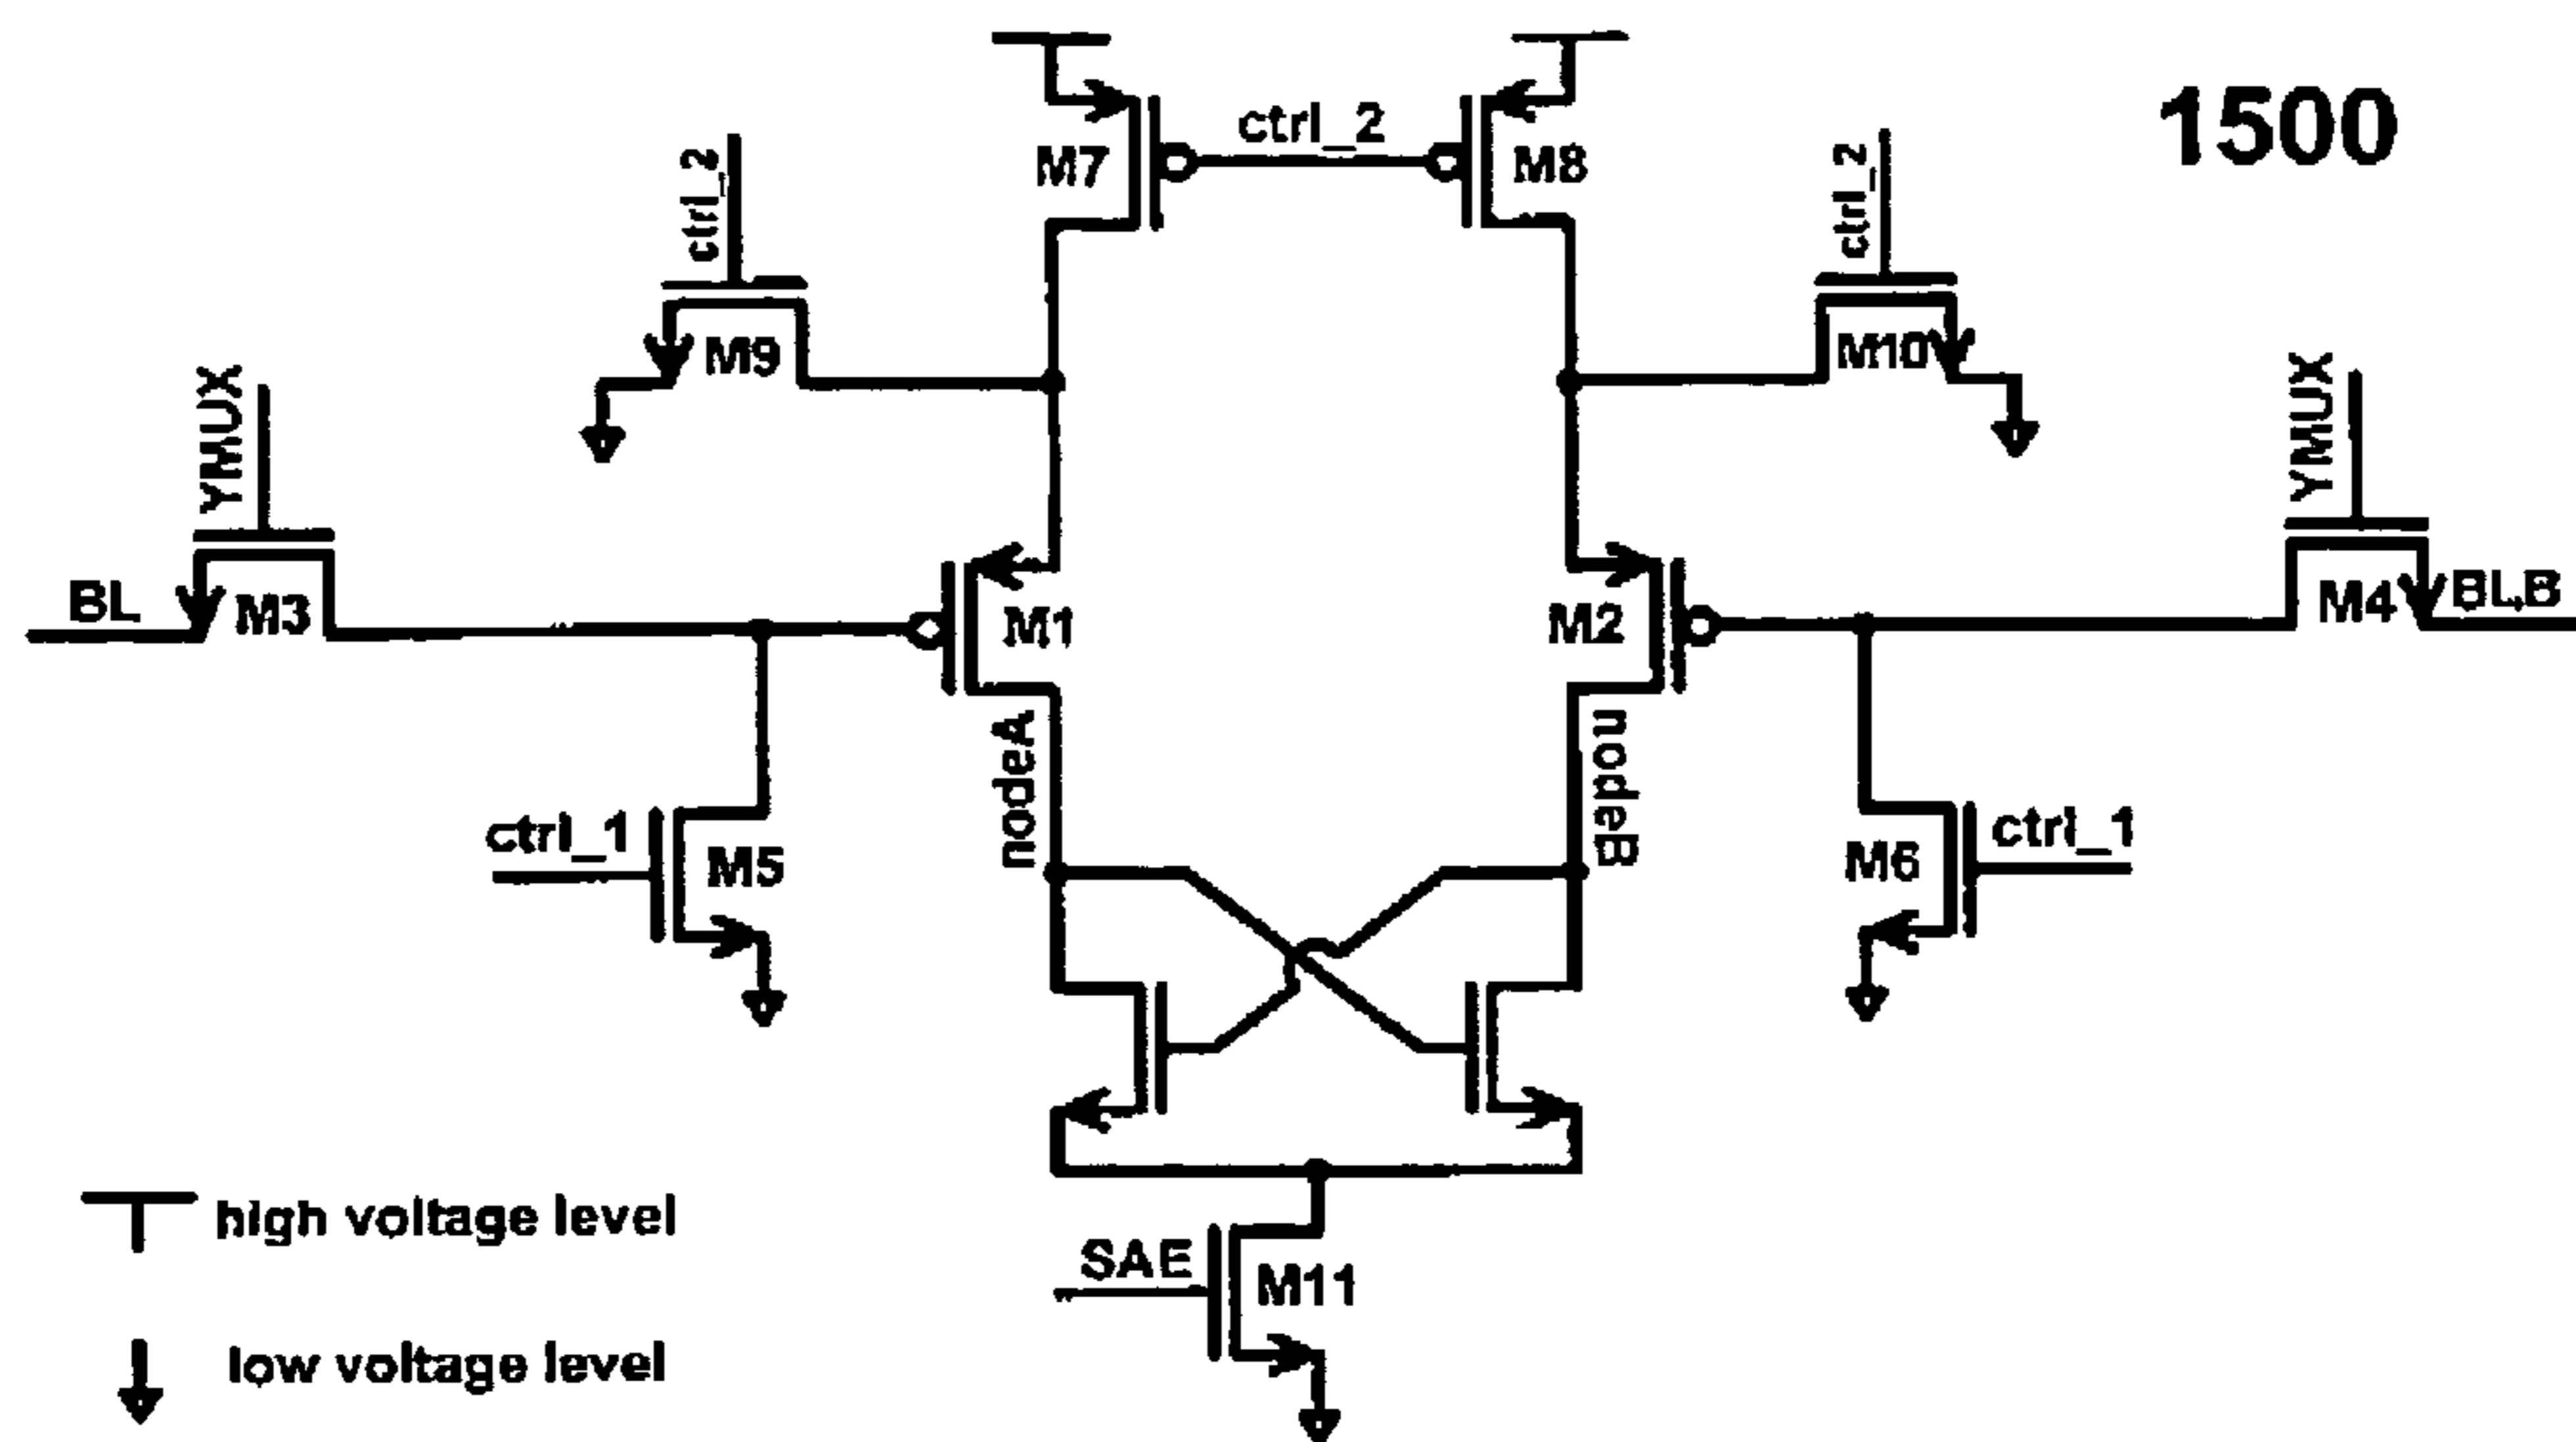 1500
ctrl_2
M7
M8
ctrl_2
ctrl_2
M9
M10
YMUX
YMUX
BL
M3
M1
M2
M4
BLB
nodeA
nodeB
ctrl_1
M5
M6
ctrl_1
high voltage level
SAE
M11
low voltage level